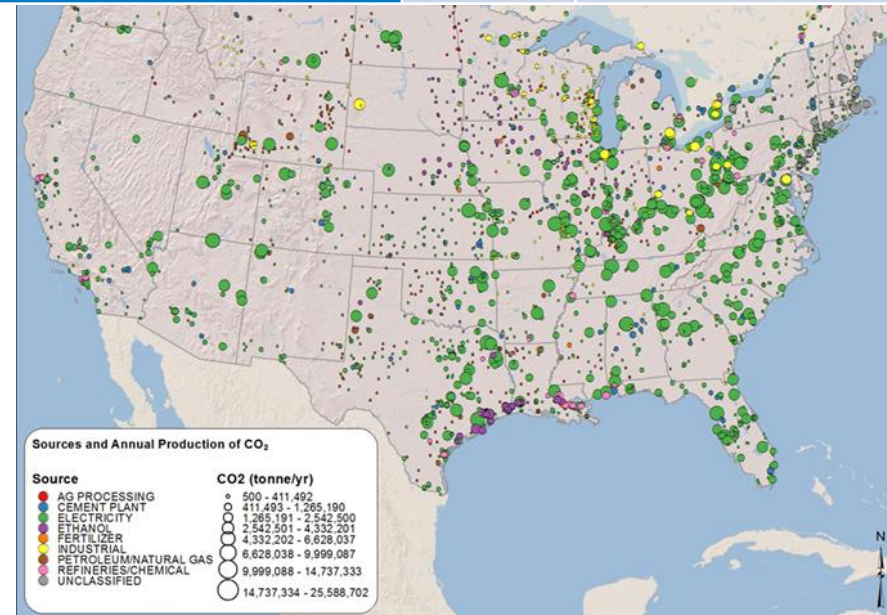 Sources and Annual Production of CO₂
Source
AG PROCESSING
CEMENT PLANT
ELECTRICITY
ETHANOL
FERTILIZER
INDUSTRIAL
PETROLEUM/NATURAL GAS
REFINERIES/CHEMICAL
UNCLASSIFIED
CO2 (tonne/yr)
500 - 411,492
411,493 - 1,265,190
1,265,191 - 2,542,500
2,542,501 - 4,332,201
4,332,202 - 6,628,037
6,628,038 - 9,999,087
9,999,088 - 14,737,333
14,737,334 - 25,588,702
N